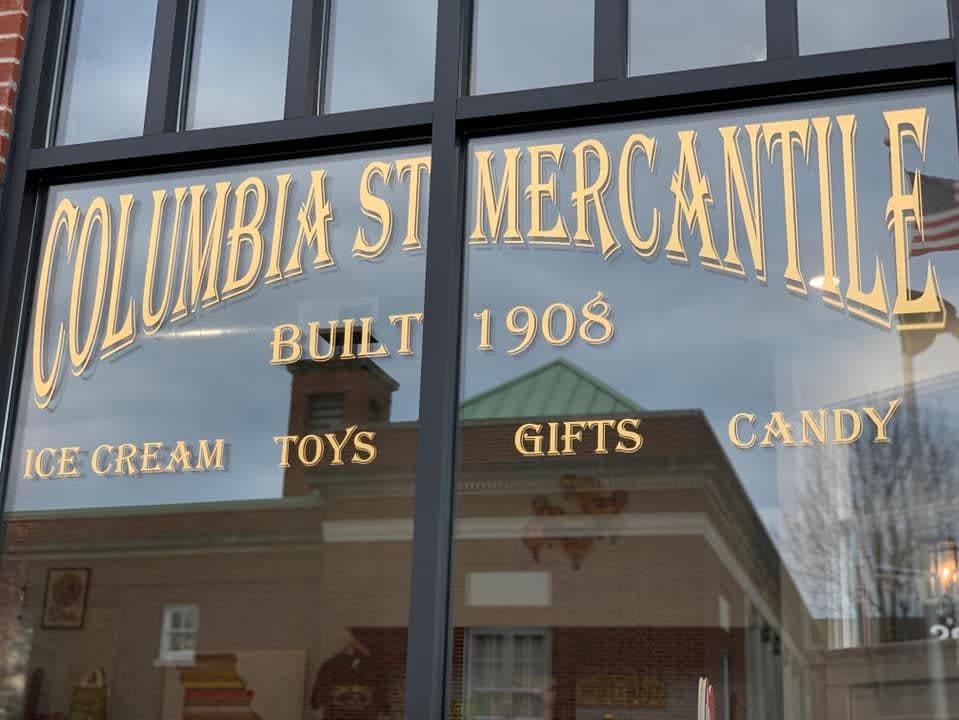 COLUMBIA ST MERCANTILE
BUILT 1908
ICE CREAM TOYS GIFTS CANDY